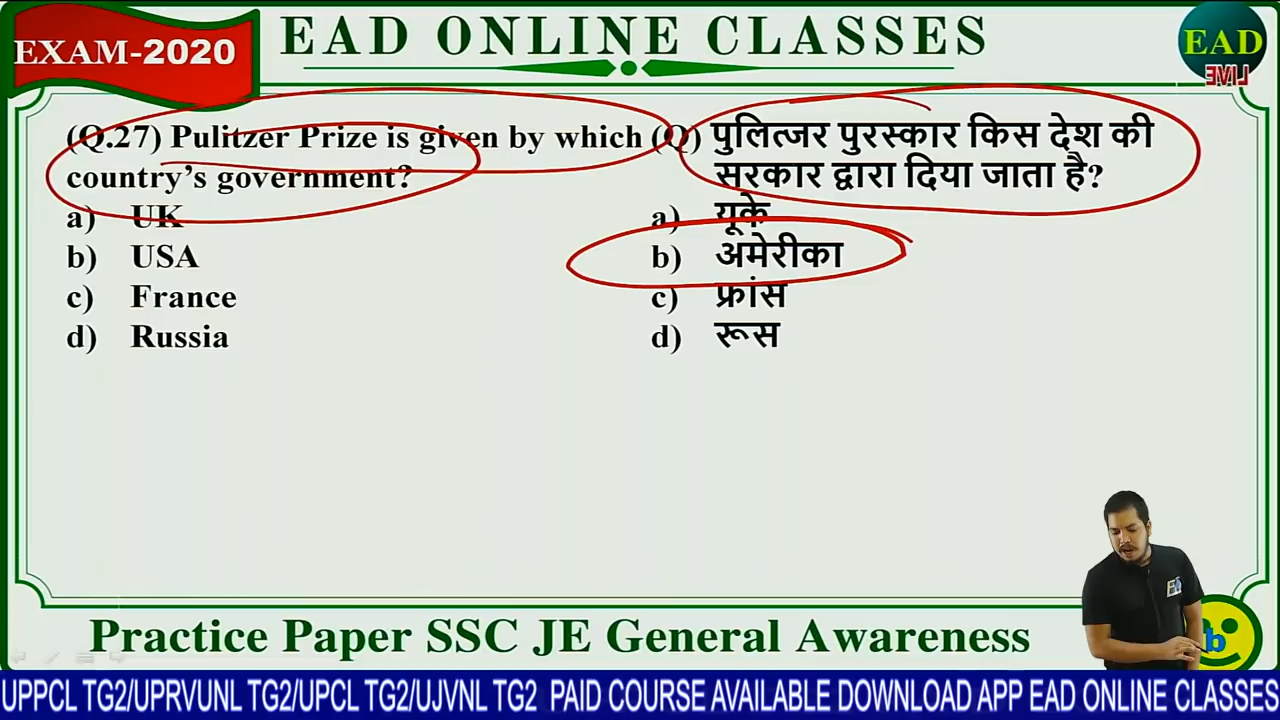 EXAM-2020
EAD ONLINE CLASSES
EAD
LIVE
(Q.27) Pulitzer Prize is given by which
country's government?
a) UK
b) USA
c) France
d) Russia
(Q) पुलित्जर पुरस्कार किस देश की
सरकार द्वारा दिया जाता है?
a) यूके
b) अमेरीका
c) फ्रांस
d) रूस
b
Practice Paper SSC JE General Awareness
UPPCL TG2/UPRVUNL TG2/UPCL TG2/UJVNL TG2 PAID COURSE AVAILABLE DOWNLOAD APP EAD ONLINE CLASSES